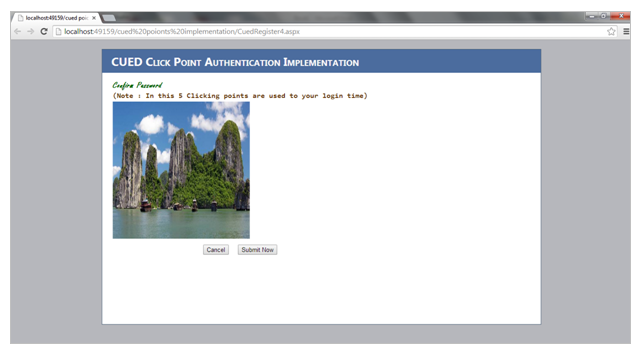 localhost:49159/cued poi
localhost:49159/cued%20poionts%20implementation/CuedRegister4.aspx
CUED Click Point Authentication Implementation
Confirm Password
(Note : In this 5 Clicking points are used to your login time)
Cancel Submit Now